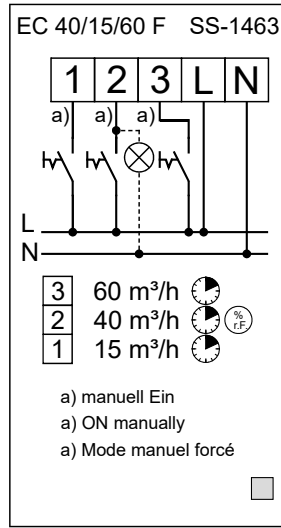 EC 40/15/60 F SS-1463
1 2 3 L N
a) a) a)
L
N
3 60 m³/h
2 40 m³/h % r.F.
1 15 m³/h
a) manuell Ein
a) ON manually
a) Mode manuel forcé